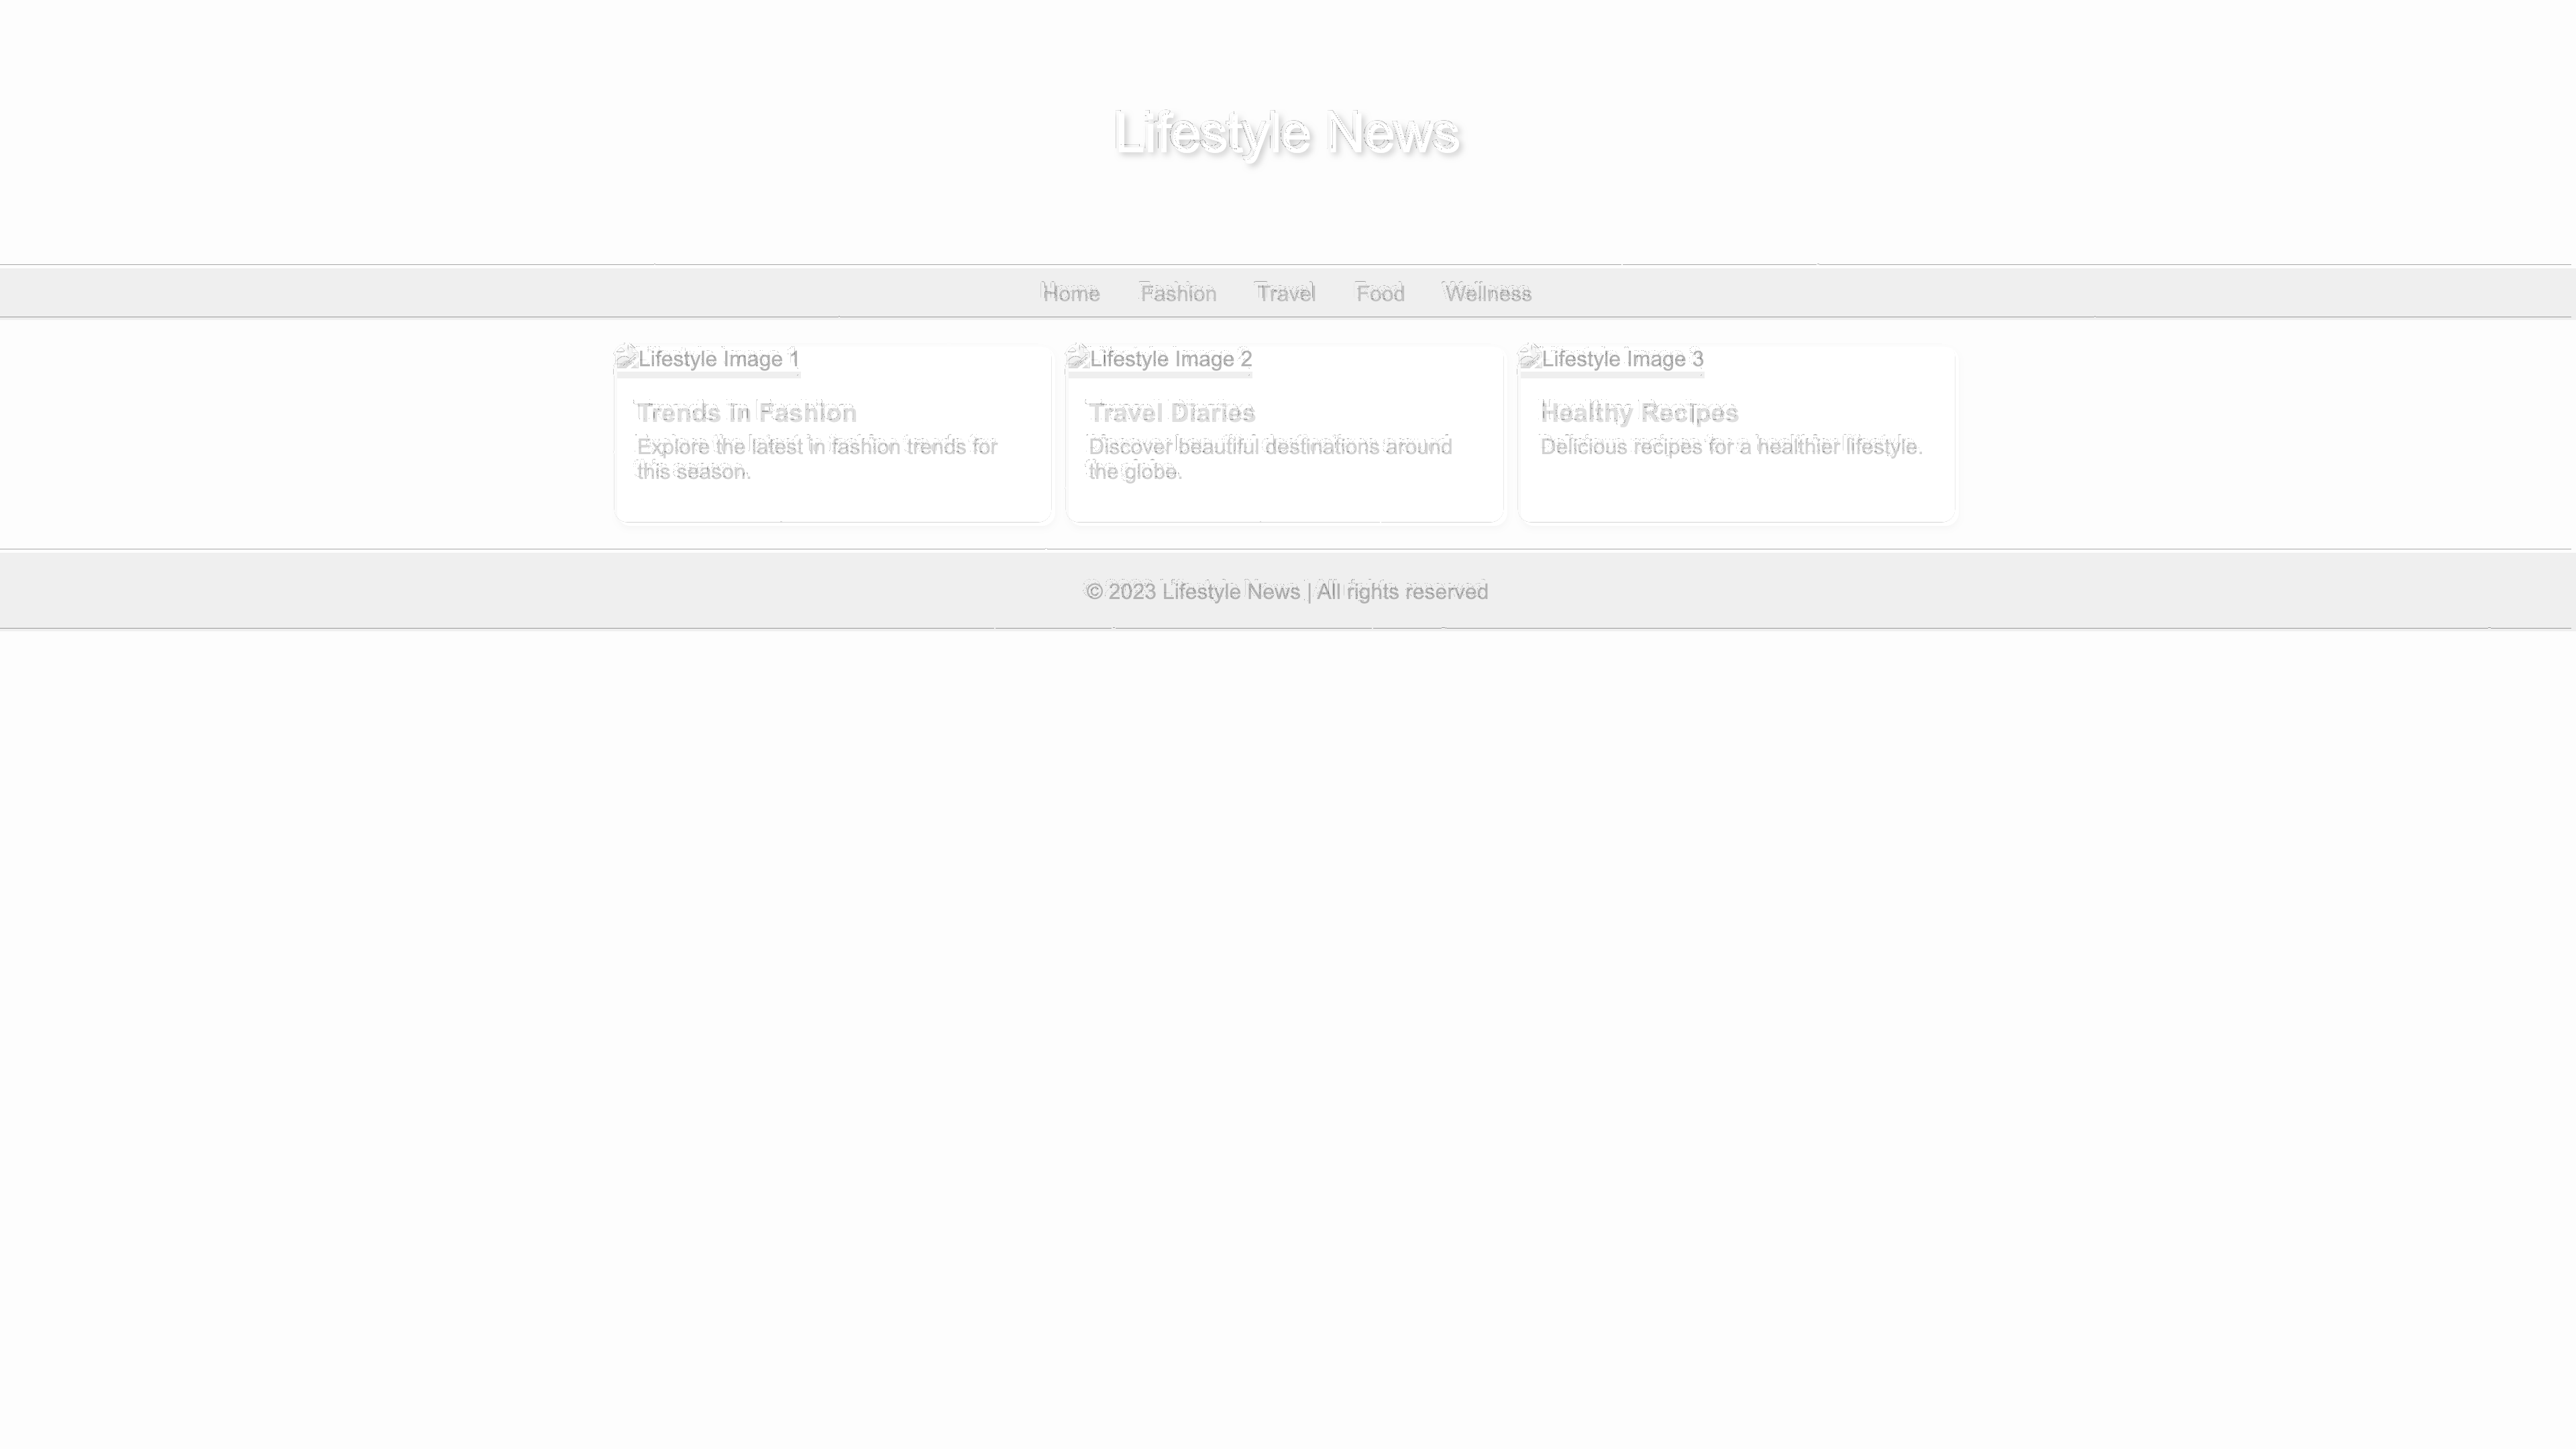 Lifestyle News
Home Fashion Travel Food Wellness
Lifestyle Image 1
Trends in Fashion
Explore the latest in fashion trends for
this season.
Lifestyle Image 2
Travel Diaries
Discover beautiful destinations around
the globe.
Lifestyle Image 3
Healthy Recipes
Delicious recipes for a healthier lifestyle.
© 2023 Lifestyle News | All rights reserved